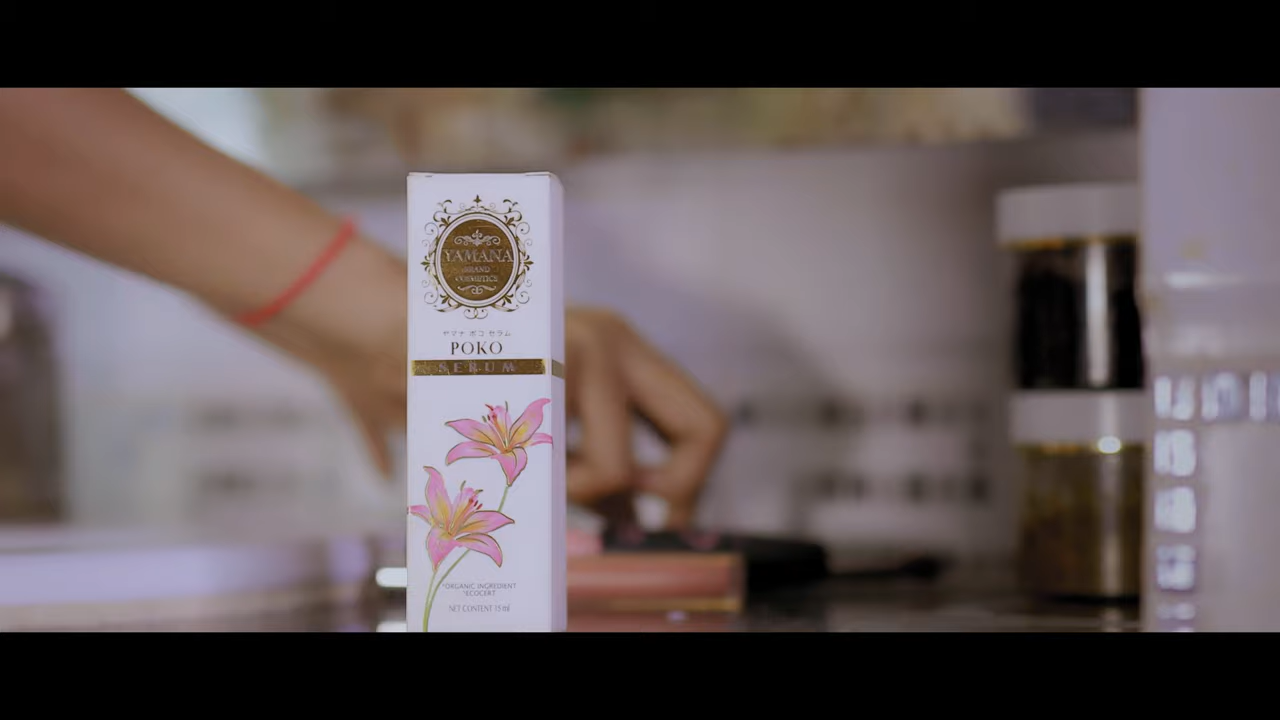 YAMANA
BRAND
COSMETICS
ヤマナ ポコ セラム
POKO
SERUM
*ORGANIC INGREDIENT
*ECOCERT
NET CONTENT 15 ml